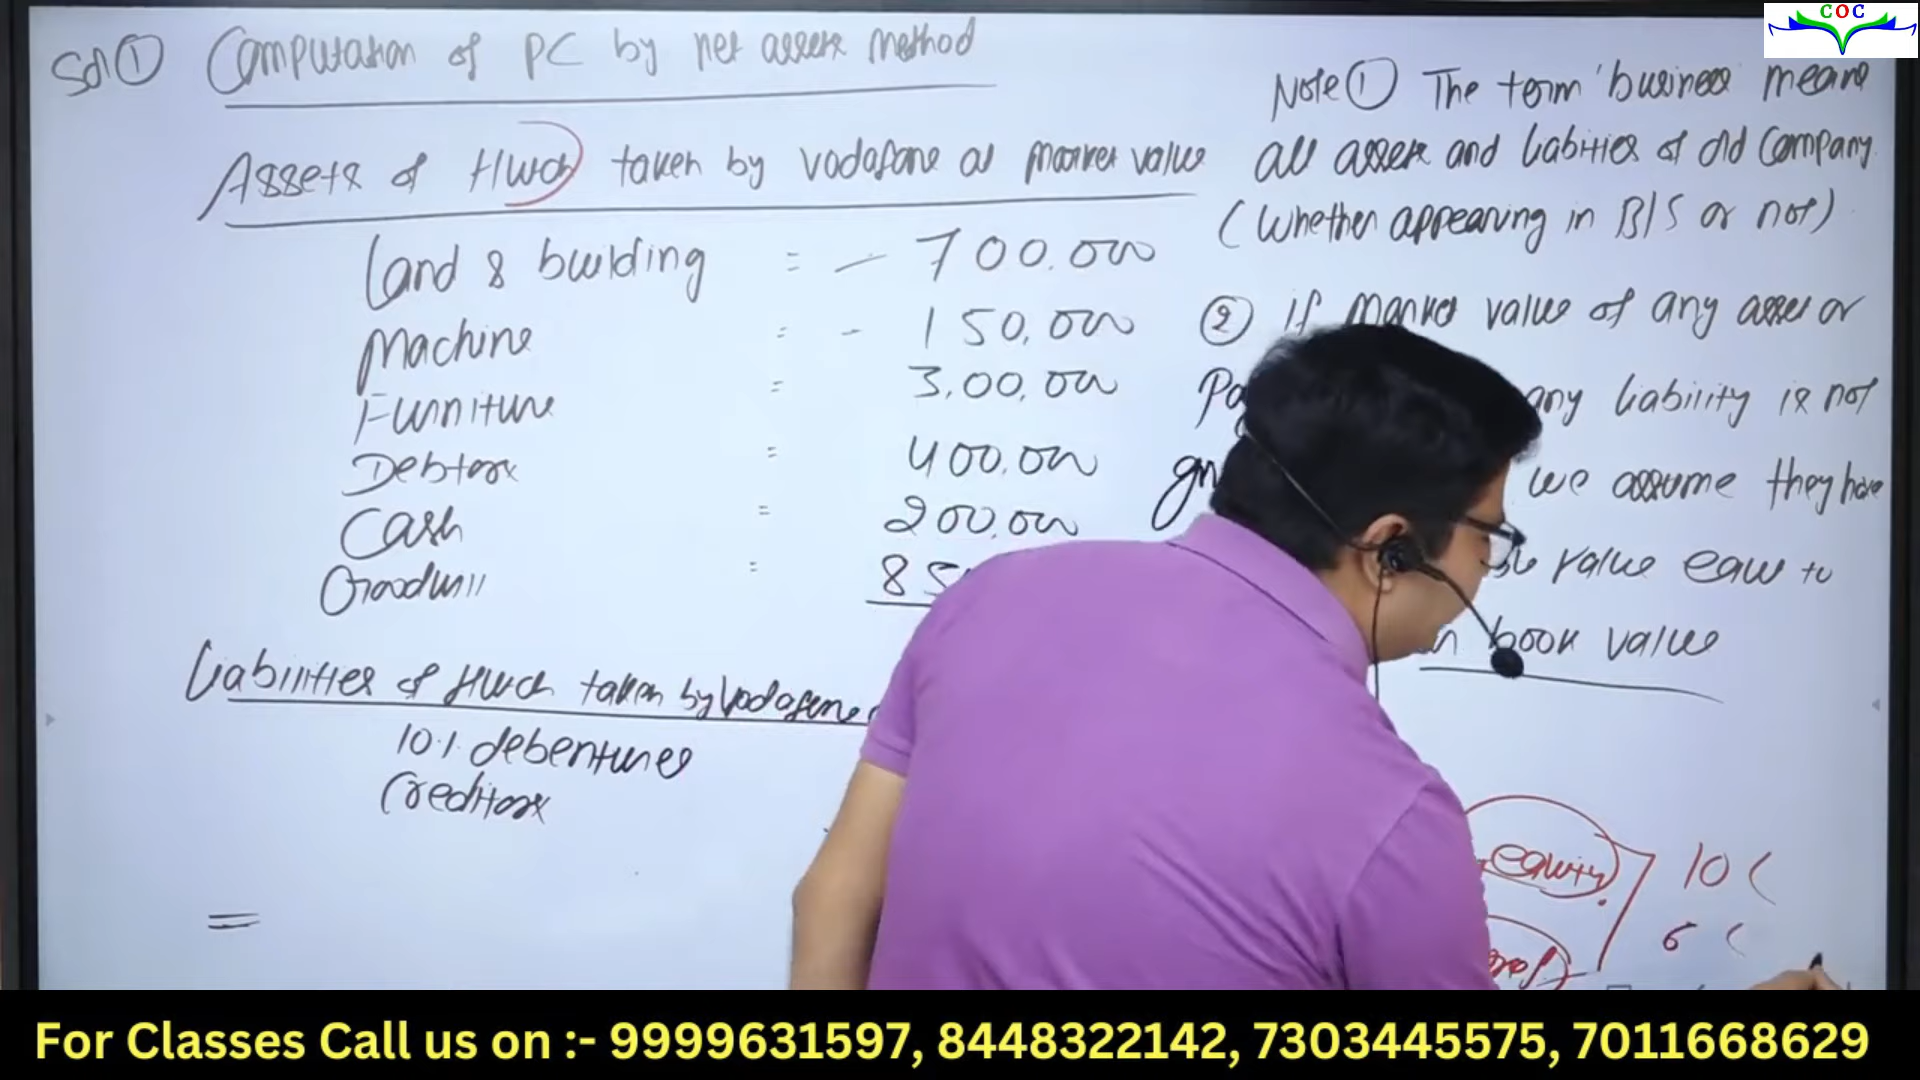 COC
Sol ① Computation of PC by net assets method
Assets of Hutch taken by Vodafone at market value
Land & building = 700,000
Machine = 150,000
Furniture = 3,00,000
Debtors = 400,000
Cash = 200,000
Goodwill = 85
Liabilities of Hutch taken by Vodafone
10% debentures
Creditors
=
Note ① The term 'business' means
all assets and liabilities of old Company
(Whether appearing in B/S or not)
② if Market value of any asset or
any liability is not
we assume they have
value equal to
book value
equity 10 (
6 (
For Classes Call us on :- 9999631597, 8448322142, 7303445575, 7011668629